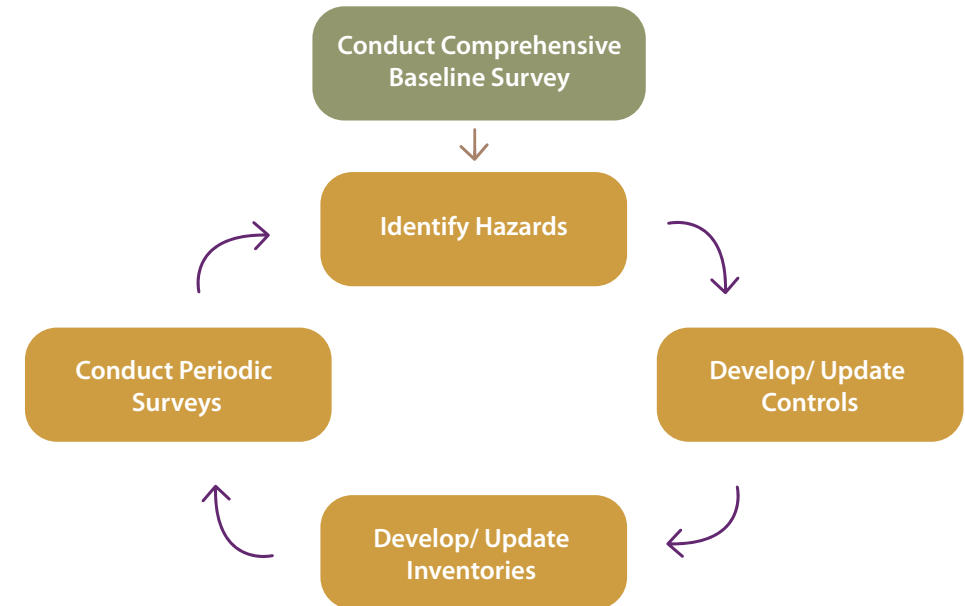 Conduct Comprehensive
Baseline Survey
Identify Hazards
Develop/ Update
Controls
Develop/ Update
Inventories
Conduct Periodic
Surveys